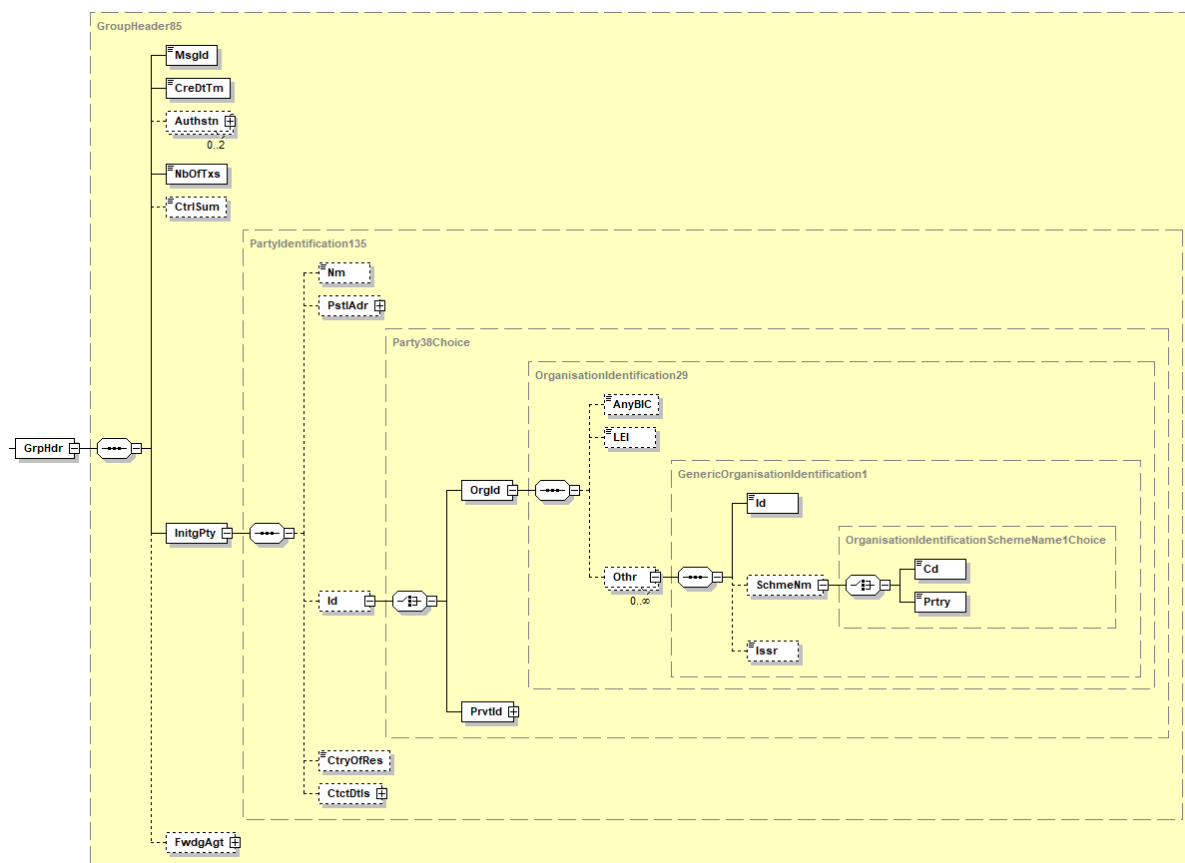 GroupHeader85
MsgId
CreDtTm
Authstn
0..2
NbOfTxs
CtrlSum
PartyIdentification135
Nm
PstlAdr
Party38Choice
OrganisationIdentification29
AnyBIC
LEI
GrpHdr
GenericOrganisationIdentification1
OrgId
Id
InitgPty
OrganisationIdentificationSchemeName1Choice
Cd
Othr
0..∞
SchmeNm
Id
Prtry
Issr
PrvtId
CtryOfRes
CtctDtls
FwdgAgt